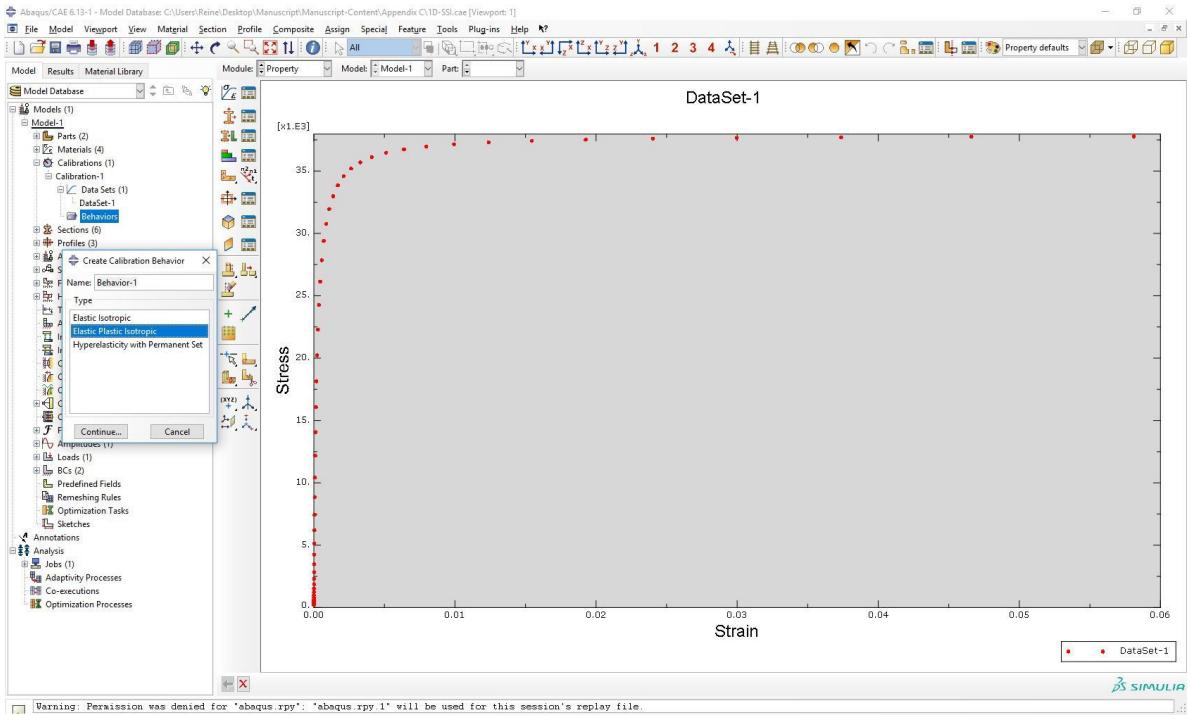 Abaqus/CAE 6.13-1 - Model Database: C:\Users\Reine\Desktop\Manuscript\Manuscript-Content\Appendix C\1D-SSI.cae [Viewport: 1]
File Model Viewport View Material Section Profile Composite Assign Special Feature Tools Plug-ins Help
All 1 2 3 4 Property defaults
Model Results Material Library Module: Property Model: Model-1 Part:
Model Database
Models (1)
Model-1
Parts (2)
Materials (4)
Calibrations (1)
Calibration-1
Data Sets (1)
DataSet-1
Behaviors
Sections (6)
Profiles (3)
Create Calibration Behavior
Name: Behavior-1
Type
Elastic Isotropic
Elastic Plastic Isotropic
Hyperelasticity with Permanent Set
Continue... Cancel
Amplitudes (1)
Loads (1)
BCs (2)
Predefined Fields
Remeshing Rules
Optimization Tasks
Sketches
Annotations
Analysis
Jobs (1)
Adaptivity Processes
Co-executions
Optimization Processes
DataSet-1
[x1.E3]
35.
30.
25.
20.
15.
10.
5.
0.
Stress
0.00 0.01 0.02 0.03 0.04 0.05 0.06
Strain
DataSet-1
SIMULIA
Warning: Permission was denied for "abaqus.rpy"; "abaqus.rpy.1" will be used for this session's replay file.